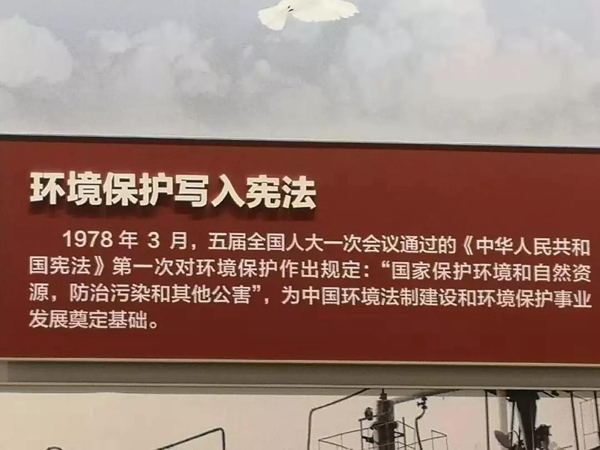 环境保护写入宪法
1978 年 3 月，五届全国人大一次会议通过的《中华人民共和
国宪法》第一次对环境保护作出规定：“国家保护环境和自然资
源，防治污染和其他公害”，为中国环境法制建设和环境保护事业
发展奠定基础。